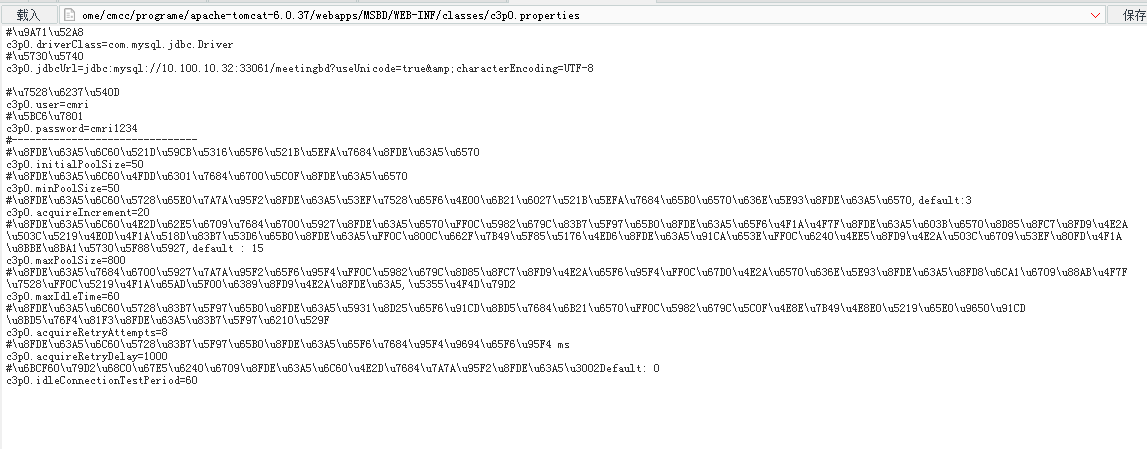 载入 ome/cmcc/programe/apache-tomcat-6.0.37/webapps/MSBD/WEB-INF/classes/c3p0.properties 保存
#\u9A71\u52A8
c3p0.driverClass=com.mysql.jdbc.Driver
#\u5730\u5740
c3p0.jdbcUrl=jdbc:mysql://10.100.10.32:33061/meetingbd?useUnicode=true&amp;characterEncoding=UTF-8
#\u7528\u6237\u540D
c3p0.user=cmri
#\u5BC6\u7801
c3p0.password=cmri1234
#-------------------------------
#\u8FDE\u63A5\u6C60\u521D\u59CB\u5316\u65F6\u521B\u5EFA\u7684\u8FDE\u63A5\u6570
c3p0.initialPoolSize=50
#\u8FDE\u63A5\u6C60\u4FDD\u6301\u7684\u6700\u5C0F\u8FDE\u63A5\u6570
c3p0.minPoolSize=50
#\u8FDE\u63A5\u6C60\u5728\u65E0\u7A7A\u95F2\u8FDE\u63A5\u53EF\u7528\u65F6\u4E00\u6B21\u6027\u521B\u5EFA\u7684\u65B0\u6570\u636E\u5E93\u8FDE\u63A5\u6570,default:3
c3p0.acquireIncrement=20
#\u8FDE\u63A5\u6C60\u4E2D\u62E5\u6709\u7684\u6700\u5927\u8FDE\u63A5\u6570\uFF0C\u5982\u679C\u83B7\u5F97\u65B0\u8FDE\u63A5\u65F6\u4F1A\u4F7F\u8FDE\u63A5\u603B\u6570\u8D85\u8FC7\u8FD9\u4E2A
\u503C\u5219\u4E0D\u4F1A\u518D\u83B7\u53D6\u65B0\u8FDE\u63A5\uFF0C\u800C\u662F\u7B49\u5F85\u5176\u4ED6\u8FDE\u63A5\u91CA\u653E\uFF0C\u6240\u4EE5\u8FD9\u4E2A\u503C\u6709\u53EF\u80FD\u4F1A
\u8BBE\u8BA1\u5730\u5F88\u5927,default : 15
c3p0.maxPoolSize=800
#\u8FDE\u63A5\u7684\u6700\u5927\u7A7A\u95F2\u65F6\u95F4\uFF0C\u5982\u679C\u8D85\u8FC7\u8FD9\u4E2A\u65F6\u95F4\uFF0C\u67D0\u4E2A\u6570\u636E\u5E93\u8FDE\u63A5\u8FD8\u6CA1\u6709\u88AB\u4F7F
\u7528\uFF0C\u5219\u4F1A\u65AD\u5F00\u6389\u8FD9\u4E2A\u8FDE\u63A5,\u5355\u4F4D\u79D2
c3p0.maxIdleTime=60
#\u8FDE\u63A5\u6C60\u5728\u83B7\u5F97\u65B0\u8FDE\u63A5\u5931\u8D25\u65F6\u91CD\u8BD5\u7684\u6B21\u6570\uFF0C\u5982\u679C\u5C0F\u4E8E\u7B49\u4E8E0\u5219\u65E0\u9650\u91CD
\u8BD5\u76F4\u81F3\u8FDE\u63A5\u83B7\u5F97\u6210\u529F
c3p0.acquireRetryAttempts=8
#\u8FDE\u63A5\u6C60\u5728\u83B7\u5F97\u65B0\u8FDE\u63A5\u65F6\u7684\u95F4\u9694\u65F6\u95F4 ms
c3p0.acquireRetryDelay=1000
#\u6BCF60\u79D2\u68C0\u67E5\u6240\u6709\u8FDE\u63A5\u6C60\u4E2D\u7684\u7A7A\u95F2\u8FDE\u63A5\u3002Default: 0
c3p0.idleConnectionTestPeriod=60